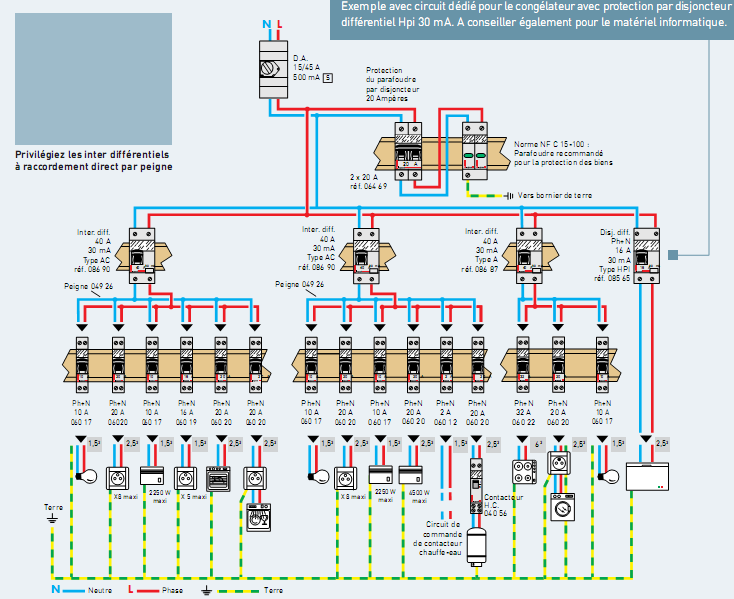 Exemple avec circuit dédié pour le congélateur avec protection par disjoncteur
différentiel Hpi 30 mA. A conseiller également pour le matériel informatique.
N L
D.A.
15/45 A
500 mA S
Protection
du parafoudre
par disjoncteur
20 Ampères
Privilégiez les inter différentiels
à raccordement direct par peigne
20 A
Norme NF C 15-100 :
Parafoudre recommandé
pour la protection des biens
2 x 20 A
réf. 064 69
Vers bornier de terre
Inter. diff.
40 A
30 mA
Type AC
réf. 086 90
Inter. diff.
40 A
30 mA
Type AC
réf. 086 90
Inter. diff.
40 A
30 mA
Type A
réf. 086 87
Disj. diff.
Ph+N
16 A
30 mA
Type HPI
réf. 085 65
Peigne 049 26
Peigne 049 26
Ph+N
10 A
060 17
Ph+N
20 A
06020
Ph+N
10 A
060 17
Ph+N
16 A
060 19
Ph+N
20 A
060 20
Ph+N
20 A
060 20
Ph+N
10 A
060 17
Ph+N
20 A
060 20
Ph+N
10 A
060 17
Ph+N
20 A
060 20
Ph+N
2 A
060 12
Ph+N
20 A
060 20
Ph+N
32 A
060 22
Ph+N
20 A
060 20
Ph+N
10 A
060 17
1,5² 2,5² 1,5² 1,5² 2,5² 2,5² 1,5² 2,5² 1,5² 2,5² 1,5² 2,5² 6² 2,5² 1,5² 2,5²
X8 maxi
2250 W
maxi
X 5 maxi
X 8 maxi
2250 W
maxi
4500 W
maxi
Contacteur
H.C.
040 56
Terre
Circuit de
commande
de contacteur
chauffe-eau
N Neutre L Phase Terre